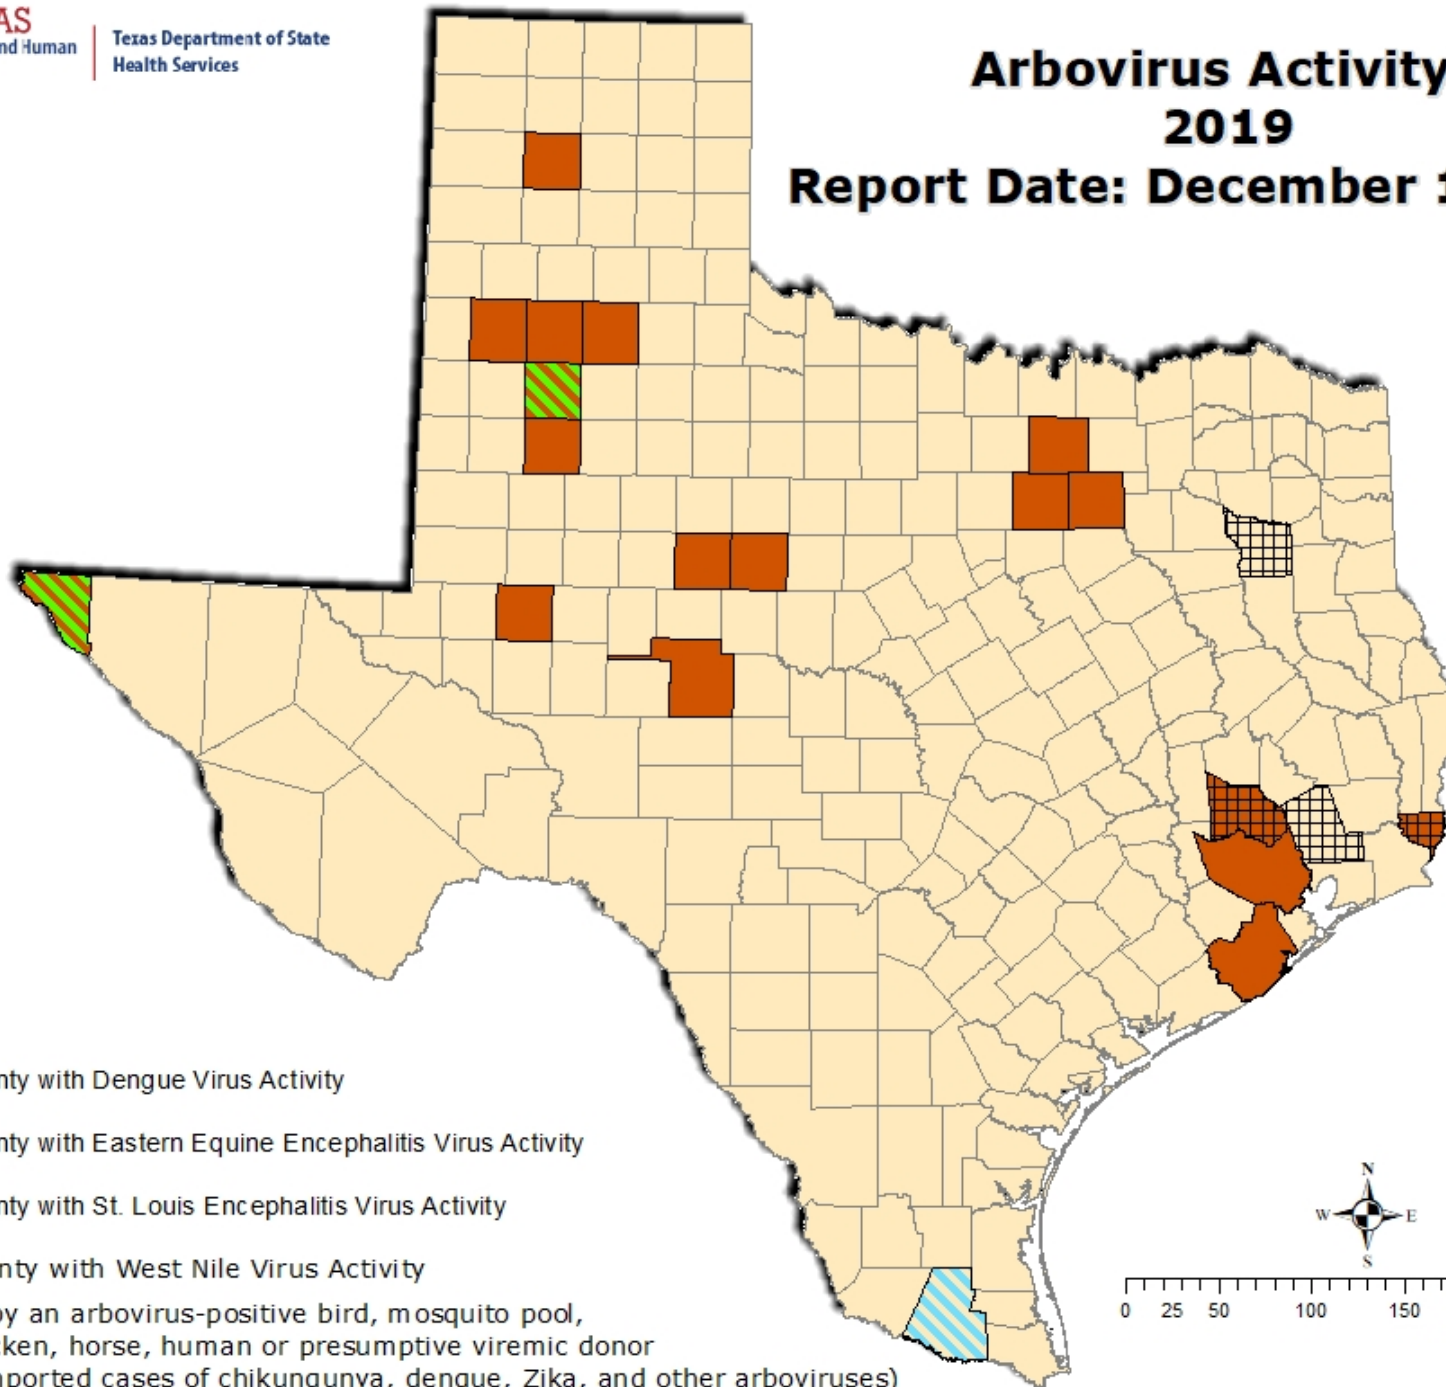 AS
nd Human
Texas Department of State
Health Services
Arbovirus Activity
2019
Report Date: December 1
nty with Dengue Virus Activity
nty with Eastern Equine Encephalitis Virus Activity
nty with St. Louis Encephalitis Virus Activity
nty with West Nile Virus Activity
by an arbovirus-positive bird, mosquito pool,
cken, horse, human or presumptive viremic donor
nported cases of chikungunya, dengue, Zika, and other arboviruses)
N
W E
S
0 25 50 100 150